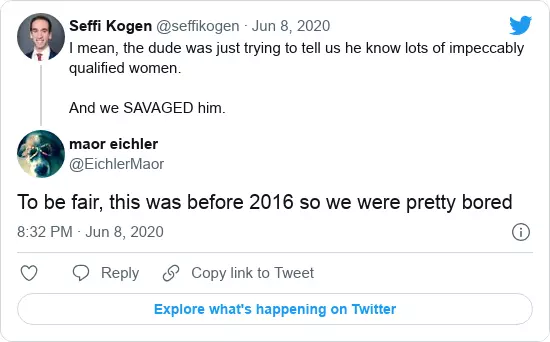 Seffi Kogen @seffikogen · Jun 8, 2020
I mean, the dude was just trying to tell us he know lots of impeccably
qualified women.
And we SAVAGED him.
maor eichler
@EichlerMaor
To be fair, this was before 2016 so we were pretty bored
8:32 PM · Jun 8, 2020
Reply
Copy link to Tweet
Explore what's happening on Twitter